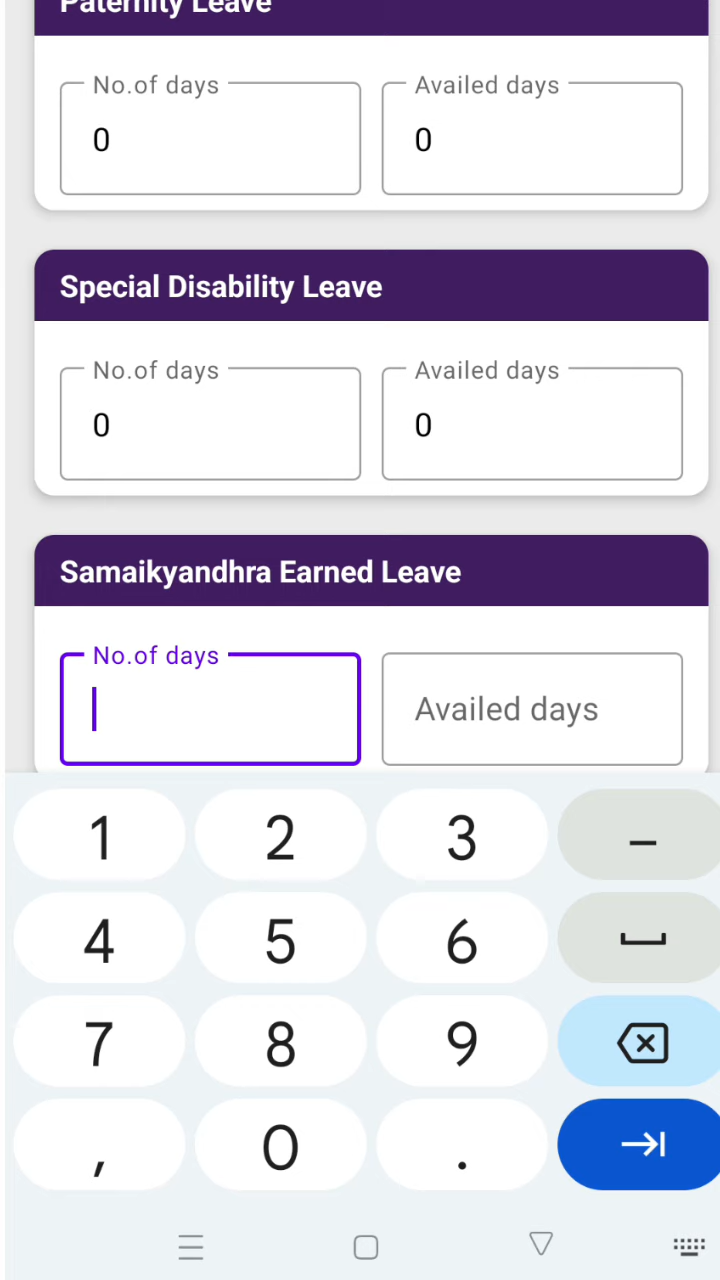 Paternity Leave
No.of days Availed days
0 0
Special Disability Leave
No.of days Availed days
0 0
Samaikyandhra Earned Leave
No.of days
Availed days
1 2 3 –
4 5 6
7 8 9
, 0 .